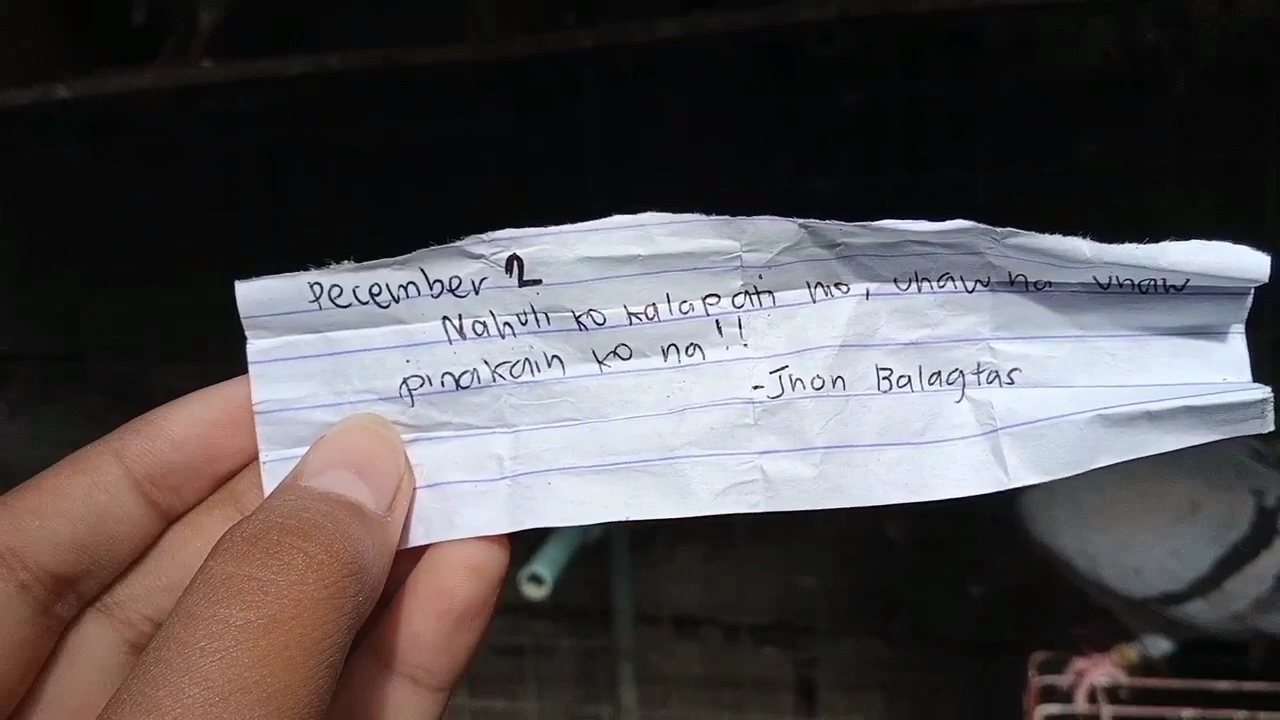 December 2
Nahuli ko kalapati mo, uhaw na uhaw
pinakain ko na!!
-Jhon Balagtas